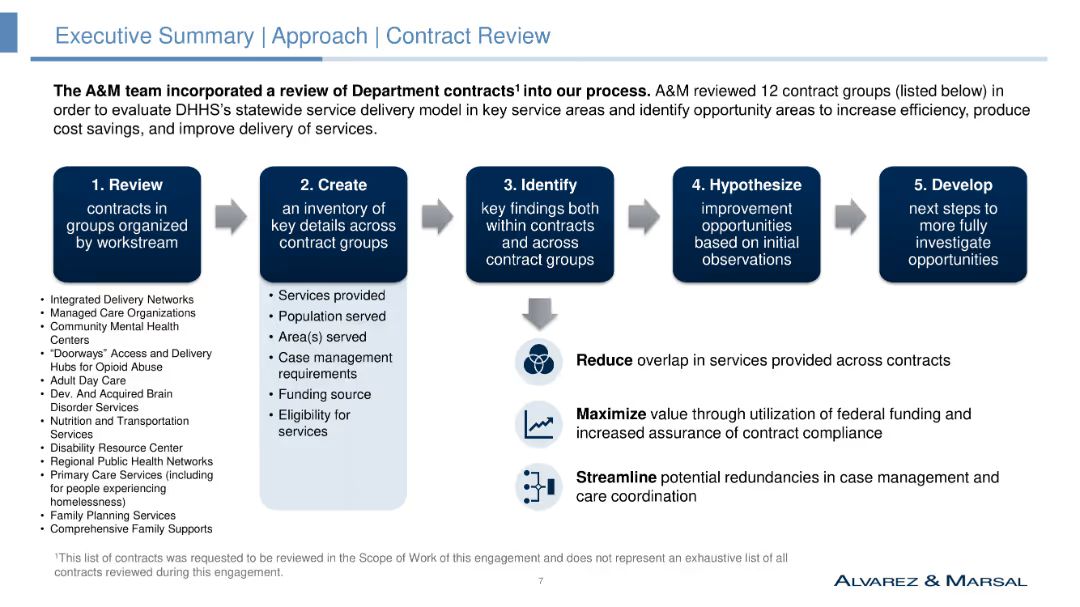 Executive Summary | Approach | Contract Review
The A&M team incorporated a review of Department contracts¹ into our process. A&M reviewed 12 contract groups (listed below) in
order to evaluate DHHS's statewide service delivery model in key service areas and identify opportunity areas to increase efficiency, produce
cost savings, and improve delivery of services.
1. Review
contracts in
groups organized
by workstream
2. Create
an inventory of
key details across
contract groups
3. Identify
key findings both
within contracts
and across
contract groups
4. Hypothesize
improvement
opportunities
based on initial
observations
5. Develop
next steps to
more fully
investigate
opportunities
• Integrated Delivery Networks
• Managed Care Organizations
• Community Mental Health
Centers
• "Doorways" Access and Delivery
Hubs for Opioid Abuse
• Adult Day Care
• Dev. And Acquired Brain
Disorder Services
• Nutrition and Transportation
Services
• Disability Resource Center
• Regional Public Health Networks
• Primary Care Services (including
for people experiencing
homelessness)
• Family Planning Services
• Comprehensive Family Supports
• Services provided
• Population served
• Area(s) served
• Case management
requirements
• Funding source
• Eligibility for
services
Reduce overlap in services provided across contracts
Maximize value through utilization of federal funding and
increased assurance of contract compliance
Streamline potential redundancies in case management and
care coordination
¹This list of contracts was requested to be reviewed in the Scope of Work of this engagement and does not represent an exhaustive list of all
contracts reviewed during this engagement.
7
ALVAREZ & MARSAL